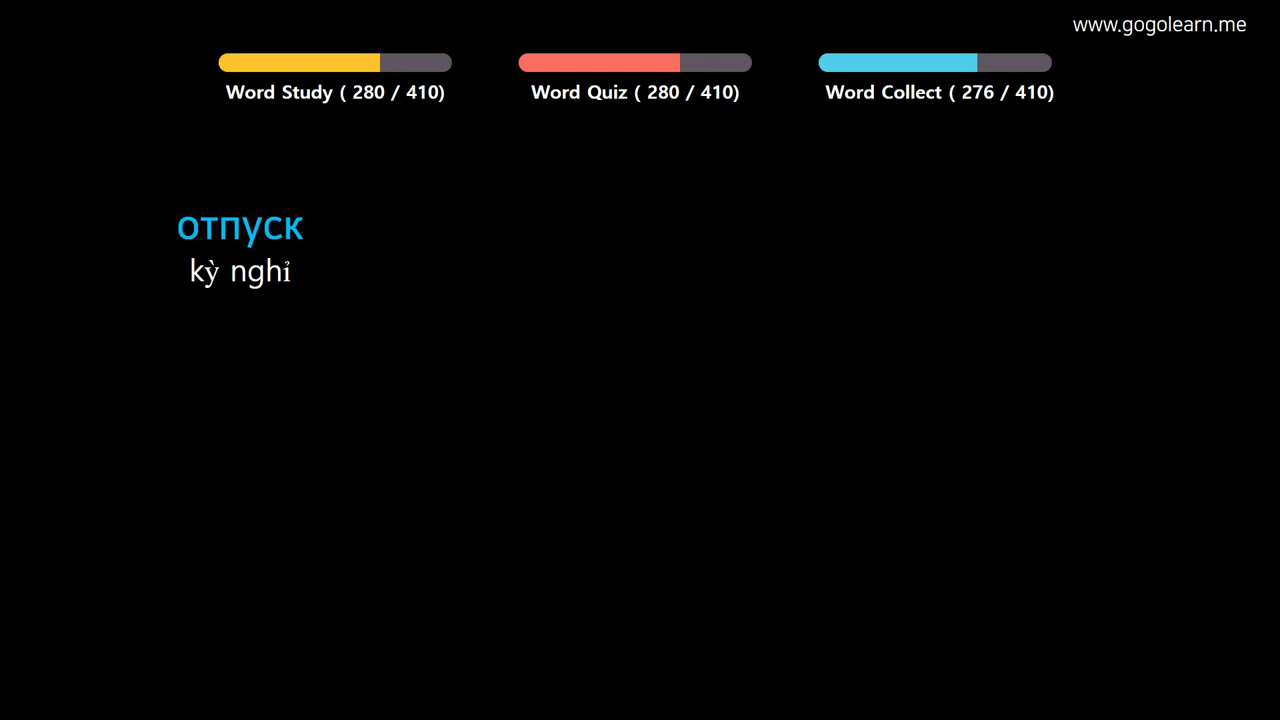 www.gogolearn.me
Word Study ( 280 / 410)
Word Quiz ( 280 / 410)
Word Collect ( 276 / 410)
отпуск
kỳ nghỉ